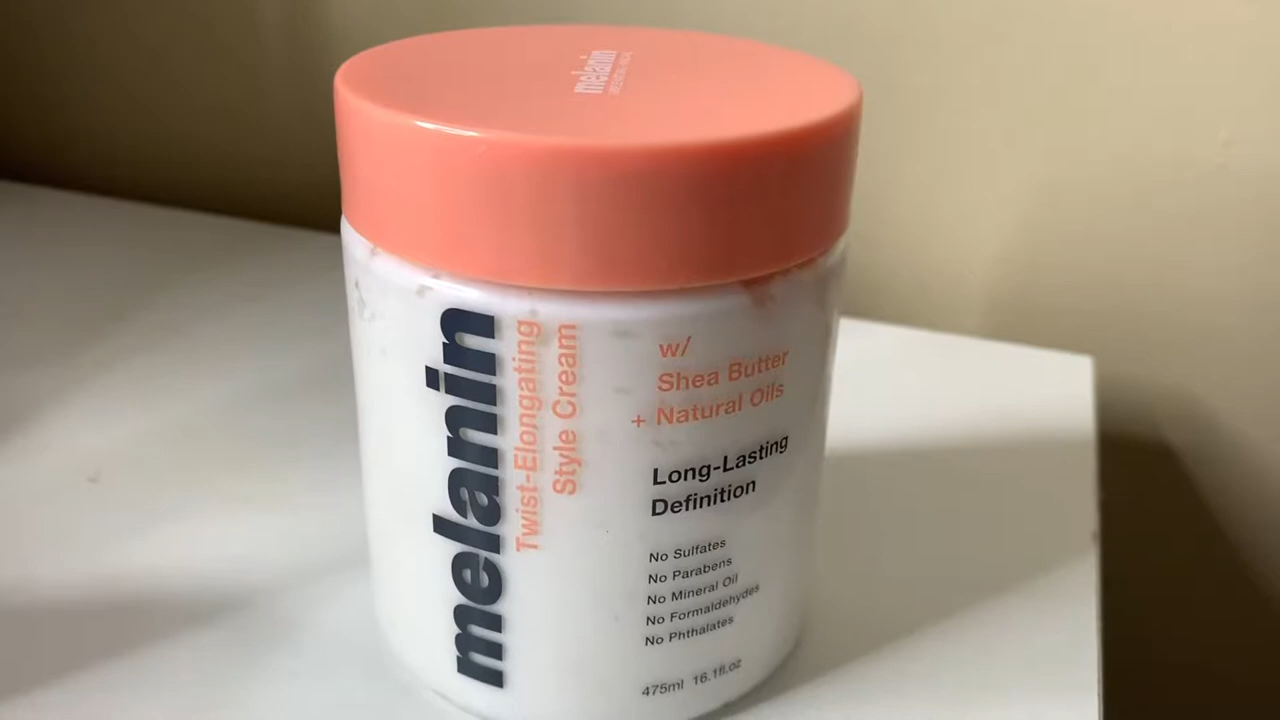 melanin
melanin
Twist-Elongating
Style Cream
w/
Shea Butter
+ Natural Oils
Long-Lasting
Definition
No Sulfates
No Parabens
No Mineral Oil
No Formaldehydes
No Phthalates
475ml 16.1fl.oz